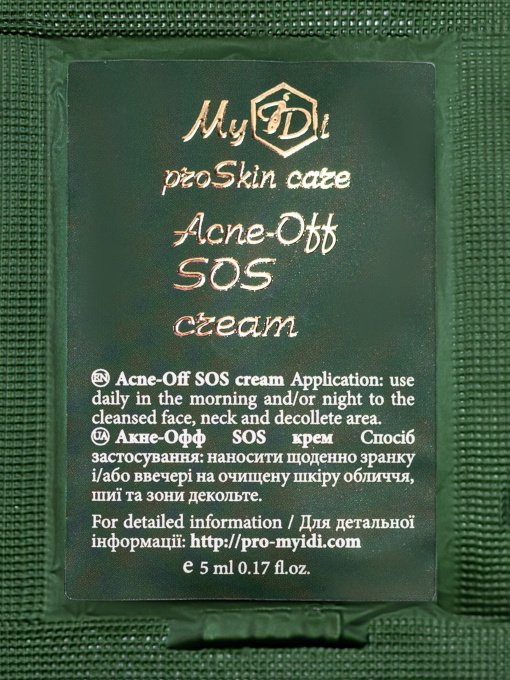 MyiDi
proSkin care
Acne-Off
SOS
cream
EN Acne-Off SOS cream Application: use
daily in the morning and/or night to the
cleansed face, neck and decollete area.
UA Акне-Офф SOS крем Спосіб
застосування: наносити щоденно зранку
і/або ввечері на очищену шкіру обличчя,
шиї та зони декольте.
For detailed information / Для детальної
інформації: http://pro-myidi.com
e 5 ml 0.17 fl.oz.